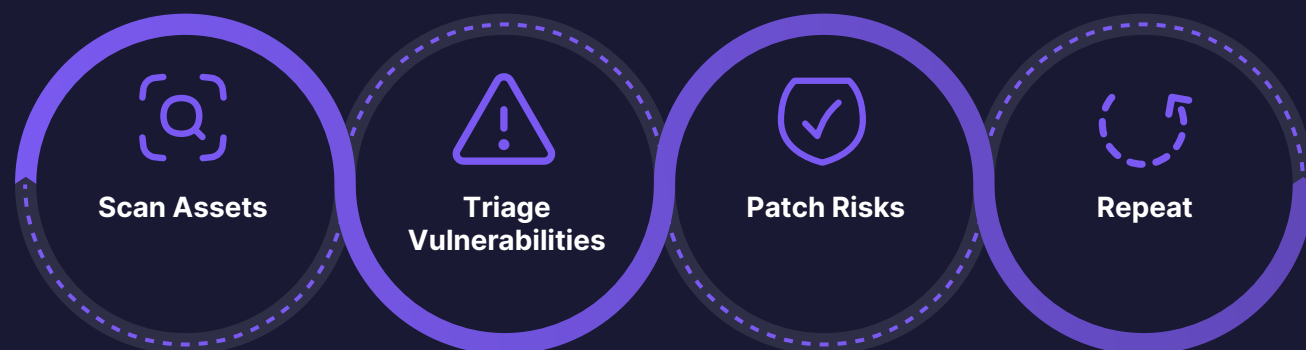 Scan Assets
Triage
Vulnerabilities
Patch Risks
Repeat